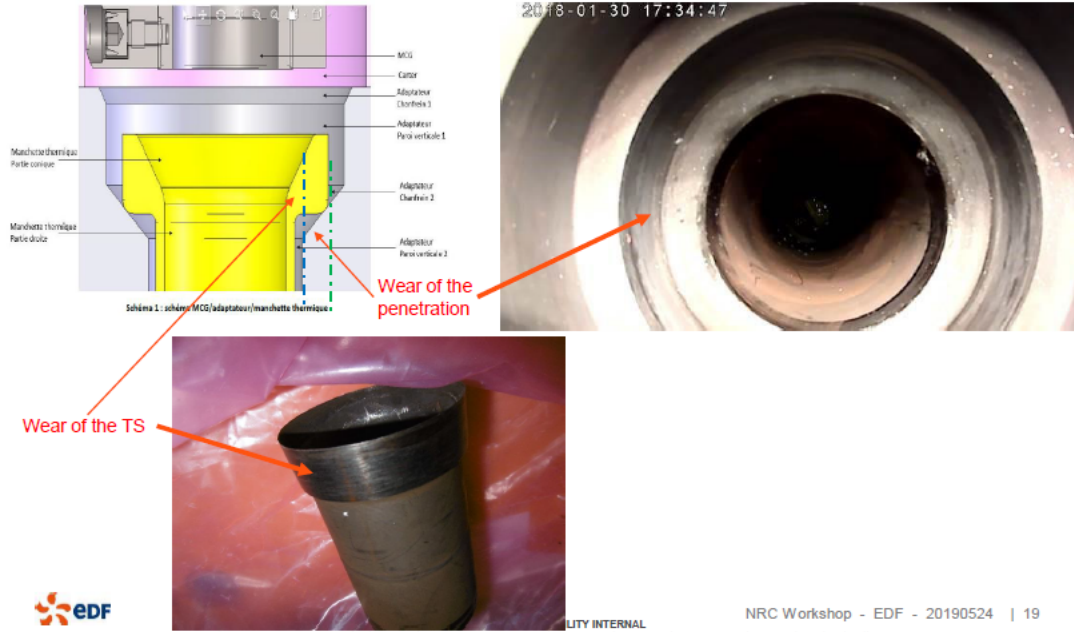 2018-01-30 17:34:47
MCG
Carter
Adaptateur
Chanfrein 1
Adaptateur
Paroi verticale 1
Manchette thermique
Partie conique
Adaptateur
Chanfrein 2
Manchette thermique
Partie droite
Adaptateur
Paroi verticale 2
Schéma 1 : schéma MCG/adaptateur/manchette thermique
Wear of the
penetration
Wear of the TS
edf
LITY INTERNAL
NRC Workshop - EDF - 20190524 | 19